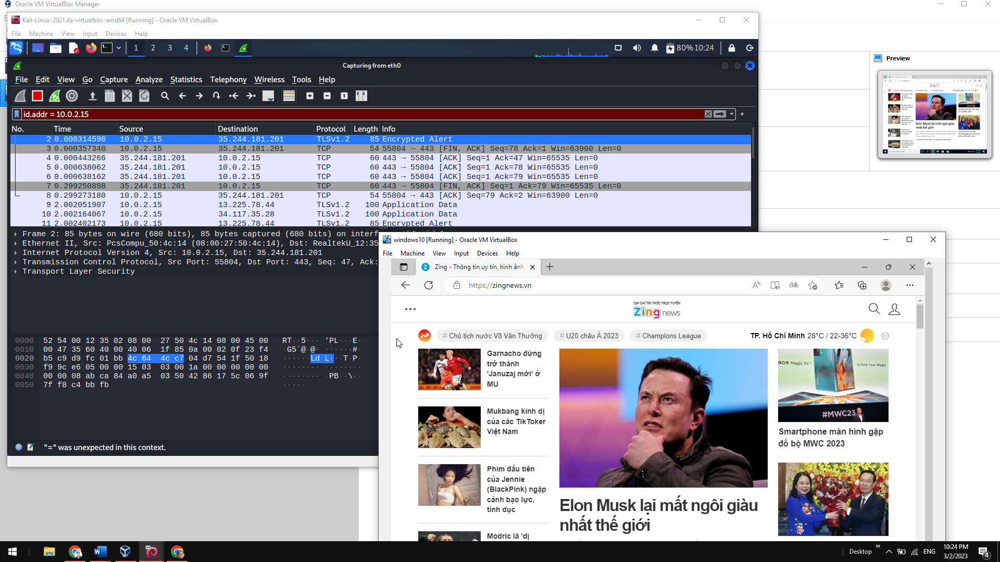 Oracle VM VirtualBox Manager
Kali-Linux-2021.4a-virtualbox-amd64 [Running] - Oracle VM VirtualBox
File Machine View Input Devices Help
1 2 3 4
80% 10:24
Capturing from eth0
File Edit View Go Capture Analyze Statistics Telephony Wireless Tools Help
id.addr = 10.0.2.15
No. Time Source Destination Protocol Length Info
2 0.000314590 10.0.2.15 35.244.181.201 TLSv1.2 85 Encrypted Alert
3 0.000357340 10.0.2.15 35.244.181.201 TCP 54 55804 → 443 [FIN, ACK] Seq=78 Ack=1 Win=63900 Len=0
4 0.000443266 35.244.181.201 10.0.2.15 TCP 60 443 → 55804 [ACK] Seq=1 Ack=47 Win=65535 Len=0
5 0.000638062 35.244.181.201 10.0.2.15 TCP 60 443 → 55804 [ACK] Seq=1 Ack=78 Win=65535 Len=0
6 0.000638162 35.244.181.201 10.0.2.15 TCP 60 443 → 55804 [ACK] Seq=1 Ack=79 Win=65535 Len=0
7 0.299250898 35.244.181.201 10.0.2.15 TCP 60 443 → 55804 [FIN, ACK] Seq=1 Ack=79 Win=65535 Len=0
8 0.299273180 10.0.2.15 35.244.181.201 TCP 54 55804 → 443 [ACK] Seq=79 Ack=2 Win=63900 Len=0
9 2.002051907 10.0.2.15 13.225.78.44 TLSv1.2 100 Application Data
10 2.002164067 10.0.2.15 34.117.35.28 TLSv1.2 100 Application Data
11 2.002402173 10.0.2.15 13.225.78.44 TLSv1.2 85 Encrypted Alert
Frame 2: 85 bytes on wire (680 bits), 85 bytes captured (680 bits) on interf
Ethernet II, Src: PcsCompu_50:4c:14 (08:00:27:50:4c:14), Dst: RealtekU_12:35
Internet Protocol Version 4, Src: 10.0.2.15, Dst: 35.244.181.201
Transmission Control Protocol, Src Port: 55804, Dst Port: 443, Seq: 47, Ack:
Transport Layer Security
0000 52 54 00 12 35 02 08 00 27 50 4c 14 08 00 45 00 RT··5··· 'PL···E·
0010 00 47 35 60 40 00 40 06 1f 85 0a 00 02 0f 23 f4 ·G5`@·@· ······#·
0020 b5 c9 d9 fc 01 bb 4c 64 4c c7 04 d7 54 1f 50 18 ······Ld L···T·P·
0030 f9 9c e6 05 00 00 15 03 03 00 1a 00 00 00 00 00 ········ ········
0040 00 00 08 ab ca 84 a0 a5 03 50 42 86 17 5c 06 9f ········ ·PB··\··
0050 7f f8 c4 bb fb ·····
"=" was unexpected in this context.
Preview
windows10 [Running] - Oracle VM VirtualBox
File Machine View Input Devices Help
Zing - Thông tin uy tín, hình ảnh
https://zingnews.vn
TẠP CHÍ TRI THỨC TRỰC TUYẾN
Zing news
# Chủ tịch nước Võ Văn Thưởng # U20 châu Á 2023 # Champions League
TP. Hồ Chí Minh 28°C / 22-36°C
Garnacho đừng
trở thành
'Januzaj mới' ở
MU
Mukbang kinh dị
của các TikToker
Việt Nam
Phim đầu tiên
của Jennie
(BlackPink) ngập
cảnh bạo lực,
tình dục
Modric là 'dị
Elon Musk lại mất ngôi giàu
nhất thế giới
NOR Magic Vs
Unfold Your Magic
#MWC23
Smartphone màn hình gập
đổ bộ MWC 2023
Desktop
ENG
10:24 PM
3/2/2023
4